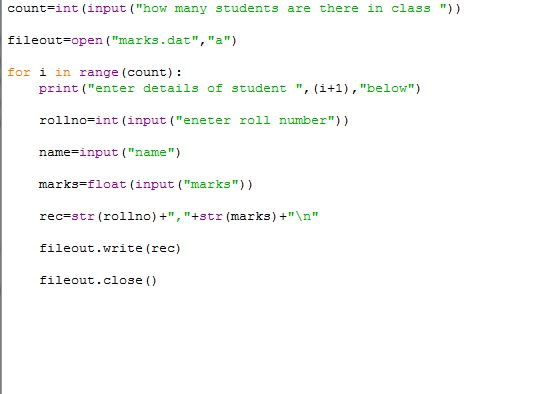 count=int(input("how many students are there in class "))
fileout=open("marks.dat","a")
for i in range(count):
    print("enter details of student ",(i+1),"below")
    rollno=int(input("eneter roll number"))
    name=input("name")
    marks=float(input("marks"))
    rec=str(rollno)+","+str(marks)+"\n"
    fileout.write(rec)
    fileout.close()